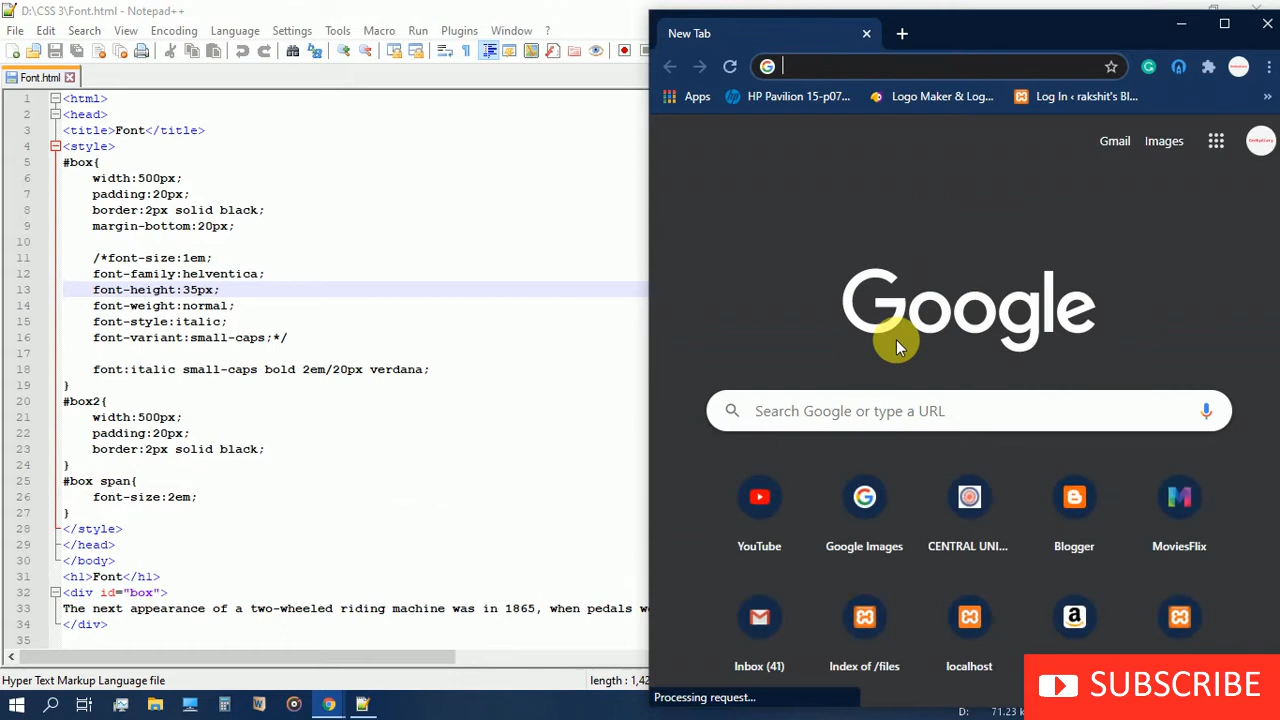 D:\CSS 3\Font.html - Notepad++
File Edit Search View Encoding Language Settings Tools Macro Run Plugins Window ?
Font.html
1 <html>
2 <head>
3 <title>Font</title>
4 <style>
5 #box{
6 width:500px;
7 padding:20px;
8 border:2px solid black;
9 margin-bottom:20px;
10
11 /*font-size:1em;
12 font-family:helventica;
13 font-height:35px;
14 font-weight:normal;
15 font-style:italic;
16 font-variant:small-caps;*/
17
18 font:italic small-caps bold 2em/20px verdana;
19 }
20 #box2{
21 width:500px;
22 padding:20px;
23 border:2px solid black;
24 }
25 #box span{
26 font-size:2em;
27 }
28 </style>
29 </head>
30 </body>
31 <h1>Font</h1>
32 <div id="box">
33 The next appearance of a two-wheeled riding machine was in 1865, when pedals we
34 </div>
35
Hyper Text Markup Language file length : 1,42
New Tab
Apps HP Pavilion 15-p07... Logo Maker & Log... Log In ‹ rakshit's Bl... »
Gmail Images
Google
Search Google or type a URL
YouTube Google Images CENTRAL UNI... Blogger MoviesFlix
Inbox (41) Index of /files localhost
Processing request...
SUBSCRIBE
D: 71.23